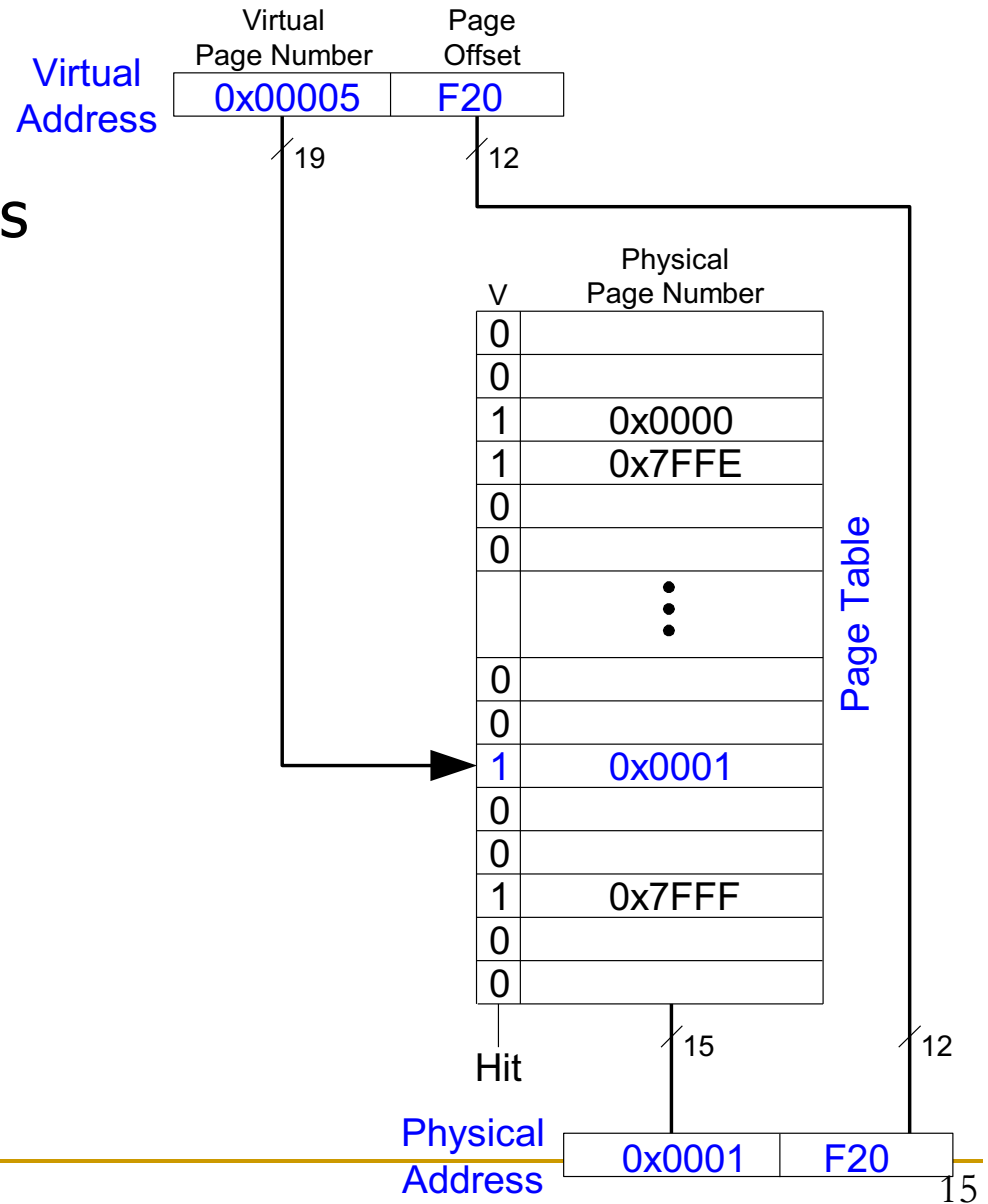 Virtual
Page Number
Page
Offset
Virtual
Address
0x00005
F20
19
12
s
Physical
Page Number
V
0
0
1 0x0000
1 0x7FFE
0
0
0
0
1 0x0001
0
0
1 0x7FFF
0
0
Page Table
Hit
15
12
Physical
Address
0x0001
F20
15